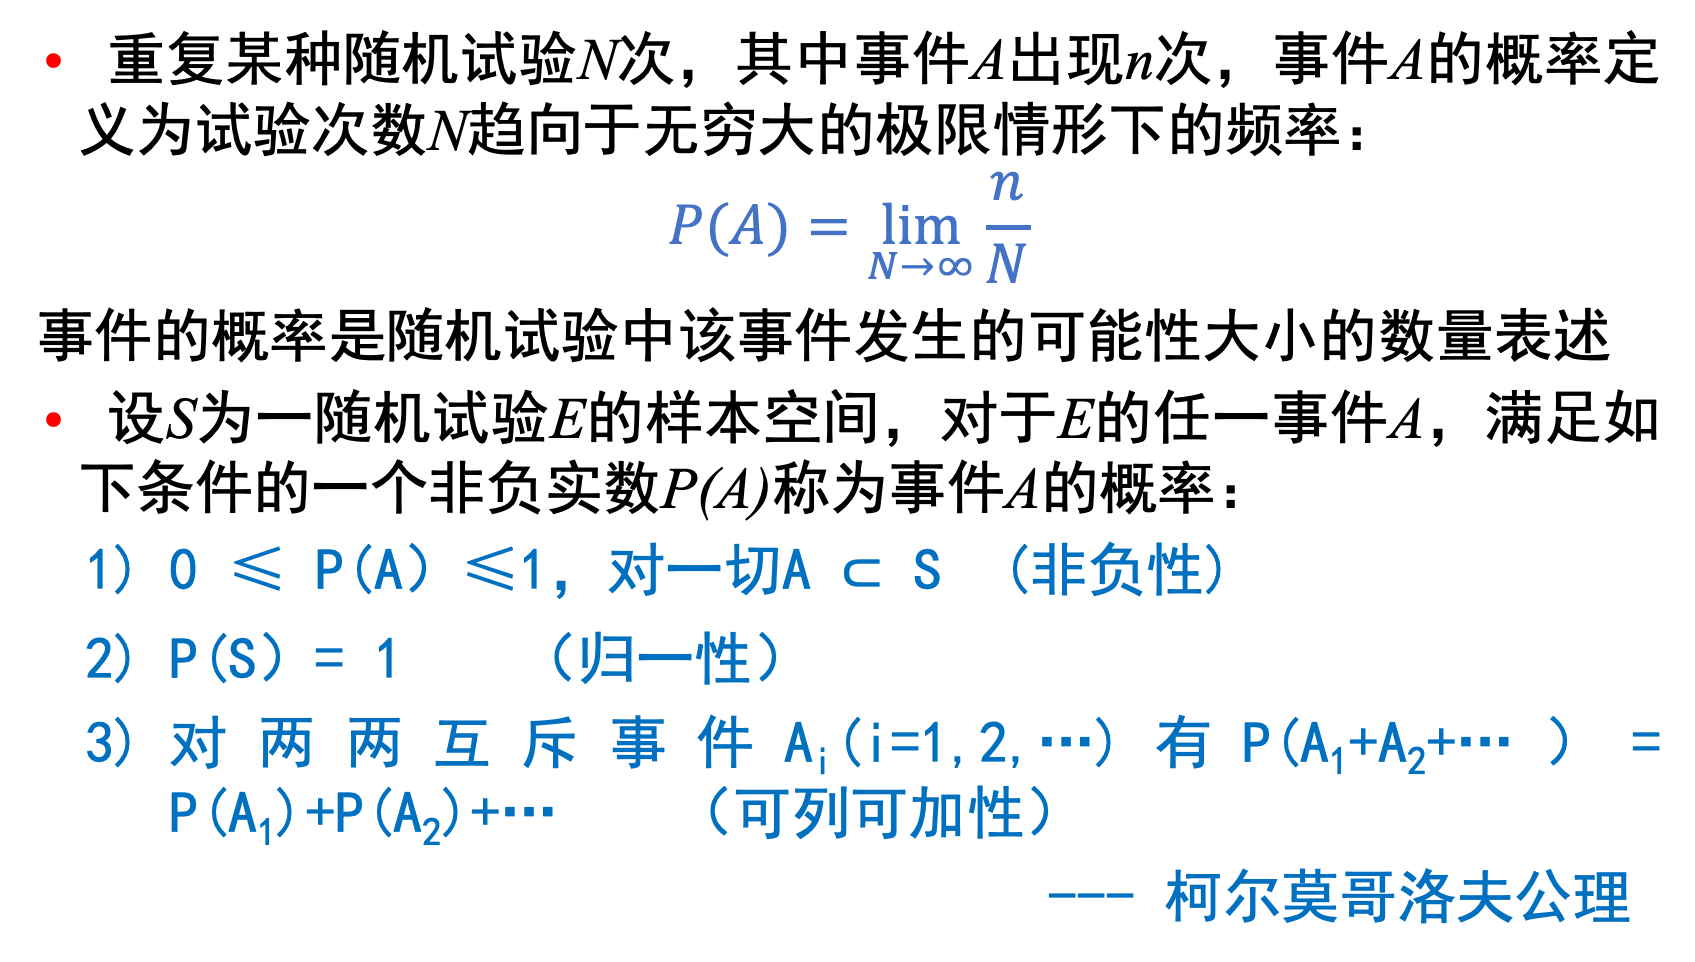 • 重复某种随机试验N次，其中事件A出现n次，事件A的概率定
义为试验次数N趋向于无穷大的极限情形下的频率：
P(A) = lim_{N→∞} n/N
事件的概率是随机试验中该事件发生的可能性大小的数量表述
• 设S为一随机试验E的样本空间，对于E的任一事件A，满足如
下条件的一个非负实数P(A)称为事件A的概率：
1) 0 ≤ P(A) ≤1，对一切A ⊂ S （非负性）
2) P(S) = 1 （归一性）
3) 对两两互斥事件 A_i(i=1,2,…) 有 P(A_1+A_2+… ) =
P(A_1)+P(A_2)+… （可列可加性）
--- 柯尔莫哥洛夫公理